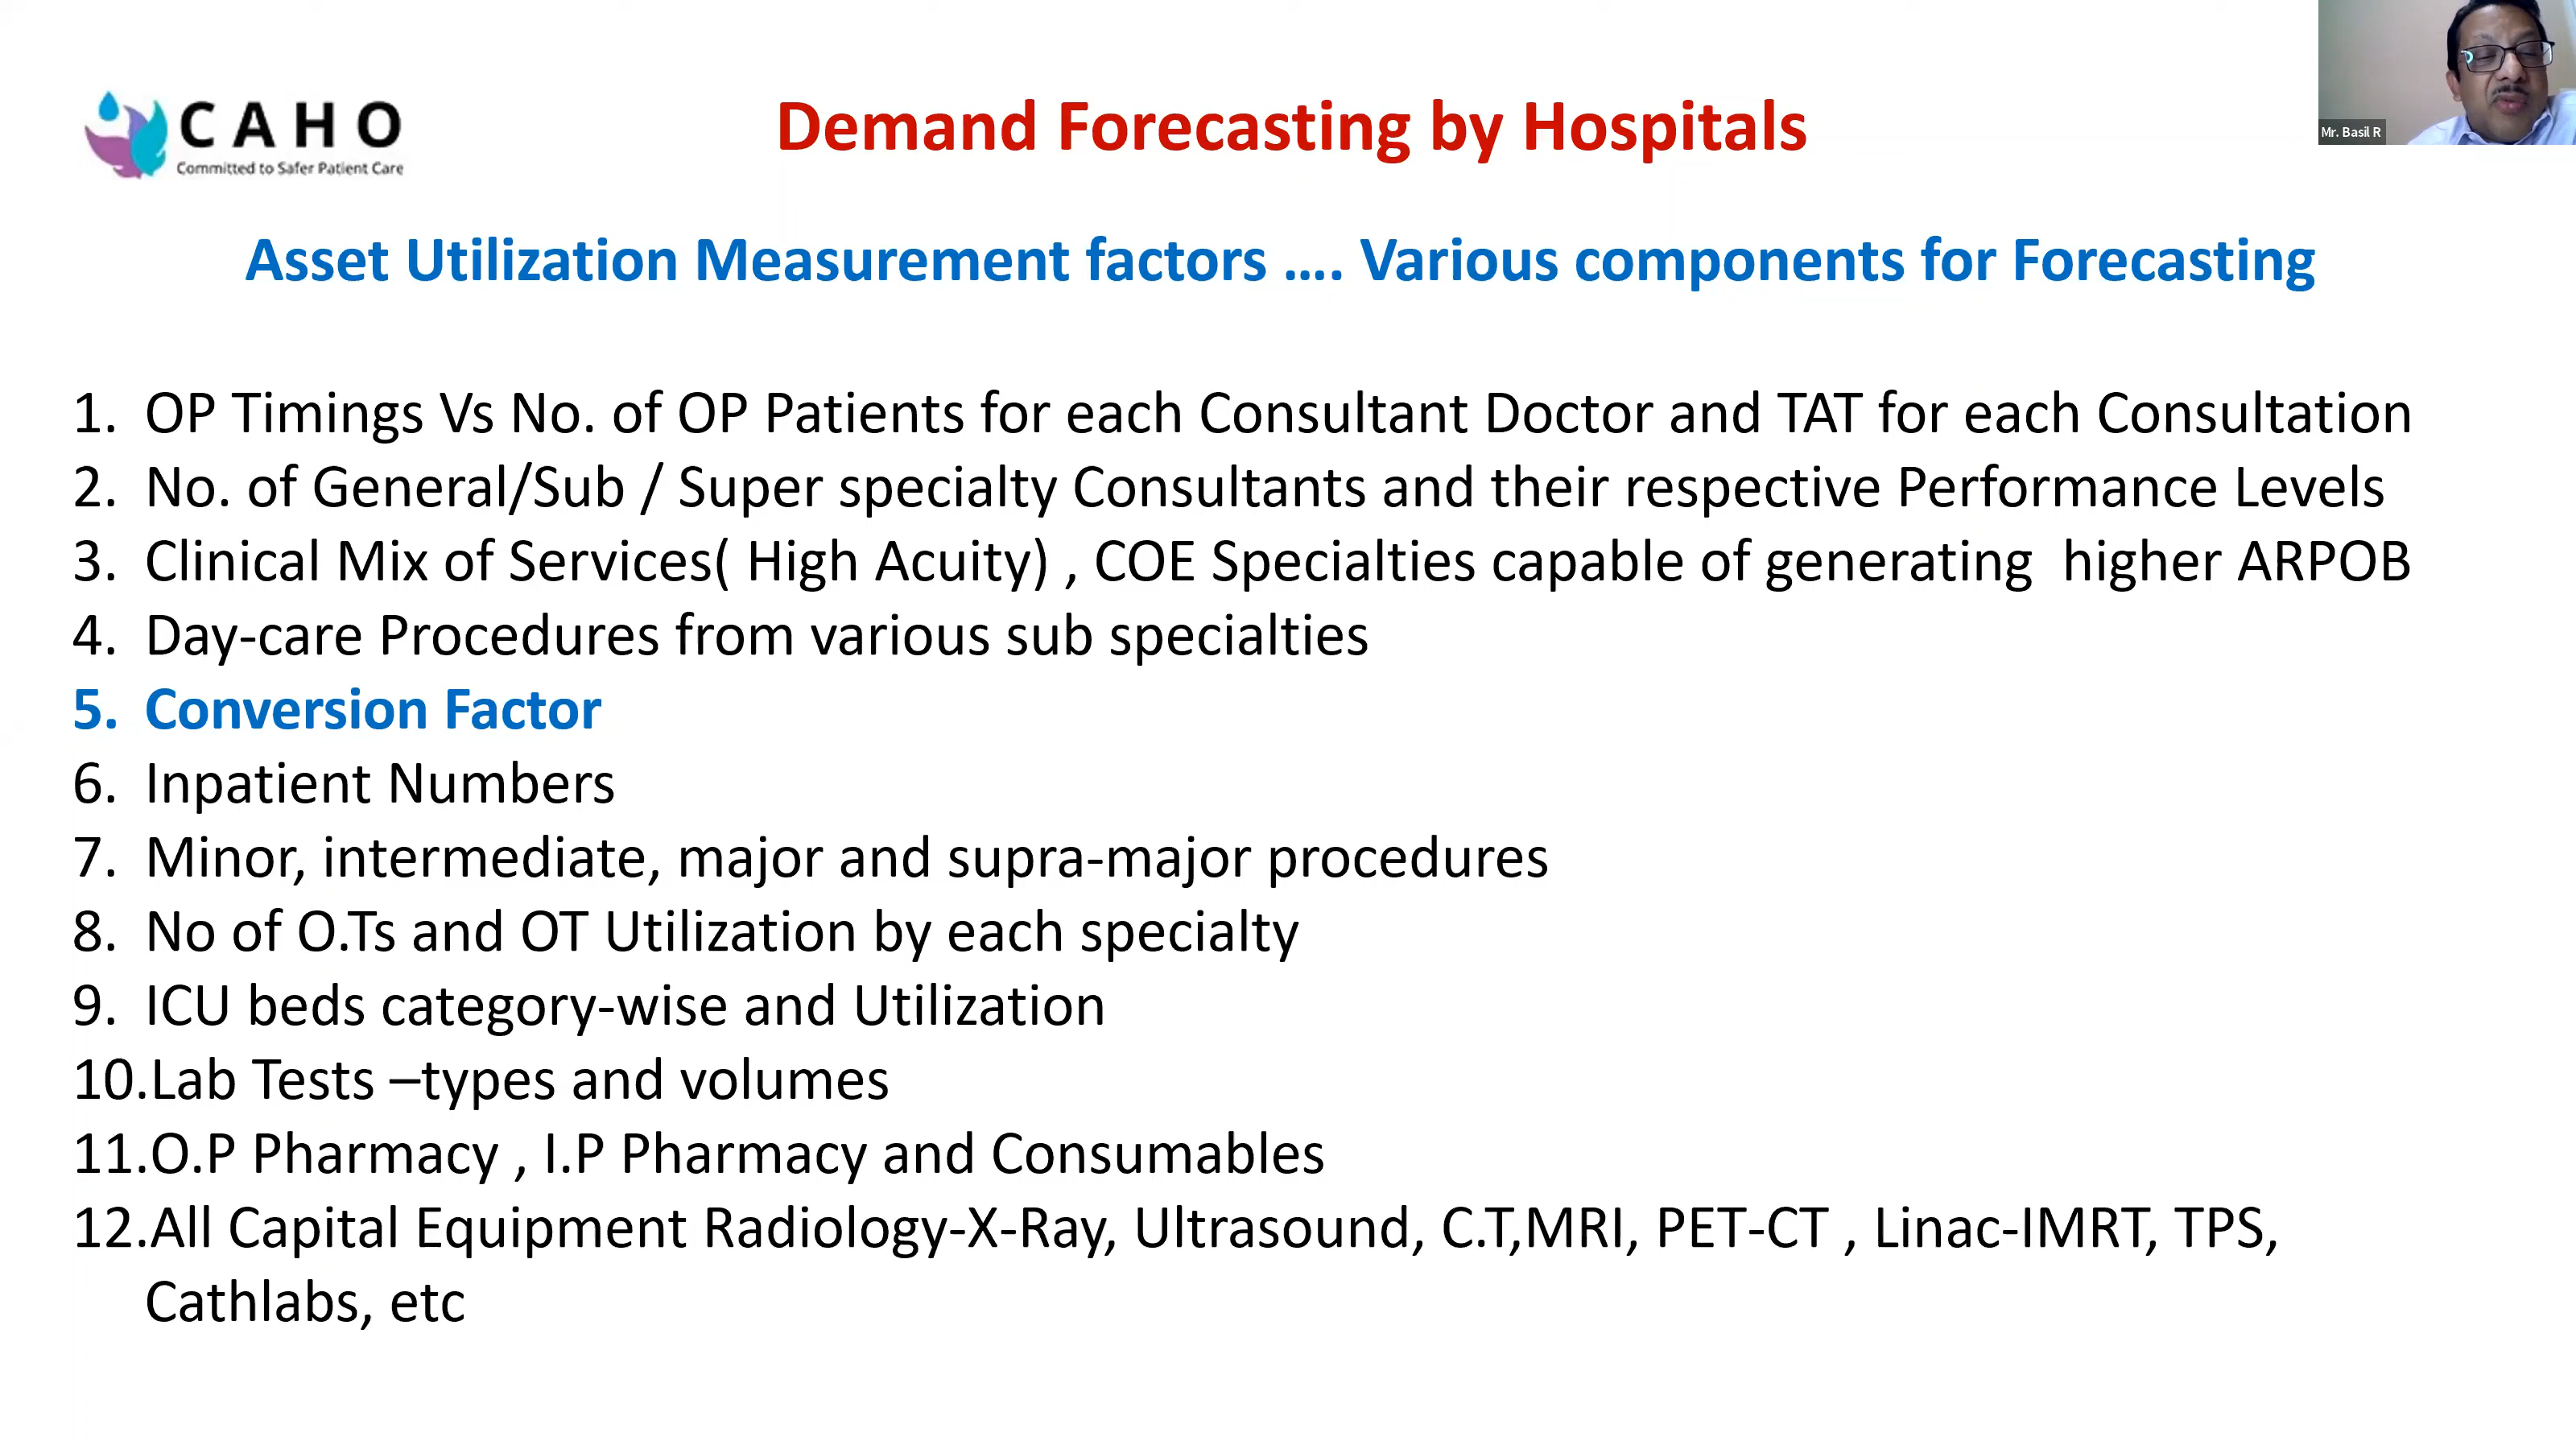 CAHO
Committed to Safer Patient Care
Demand Forecasting by Hospitals
Mr. Basil R
Asset Utilization Measurement factors .... Various components for Forecasting
1. OP Timings Vs No. of OP Patients for each Consultant Doctor and TAT for each Consultation
2. No. of General/Sub / Super specialty Consultants and their respective Performance Levels
3. Clinical Mix of Services( High Acuity) , COE Specialties capable of generating  higher ARPOB
4. Day-care Procedures from various sub specialties
5. Conversion Factor
6. Inpatient Numbers
7. Minor, intermediate, major and supra-major procedures
8. No of O.Ts and OT Utilization by each specialty
9. ICU beds category-wise and Utilization
10.Lab Tests –types and volumes
11.O.P Pharmacy , I.P Pharmacy and Consumables
12.All Capital Equipment Radiology-X-Ray, Ultrasound, C.T,MRI, PET-CT , Linac-IMRT, TPS,
Cathlabs, etc